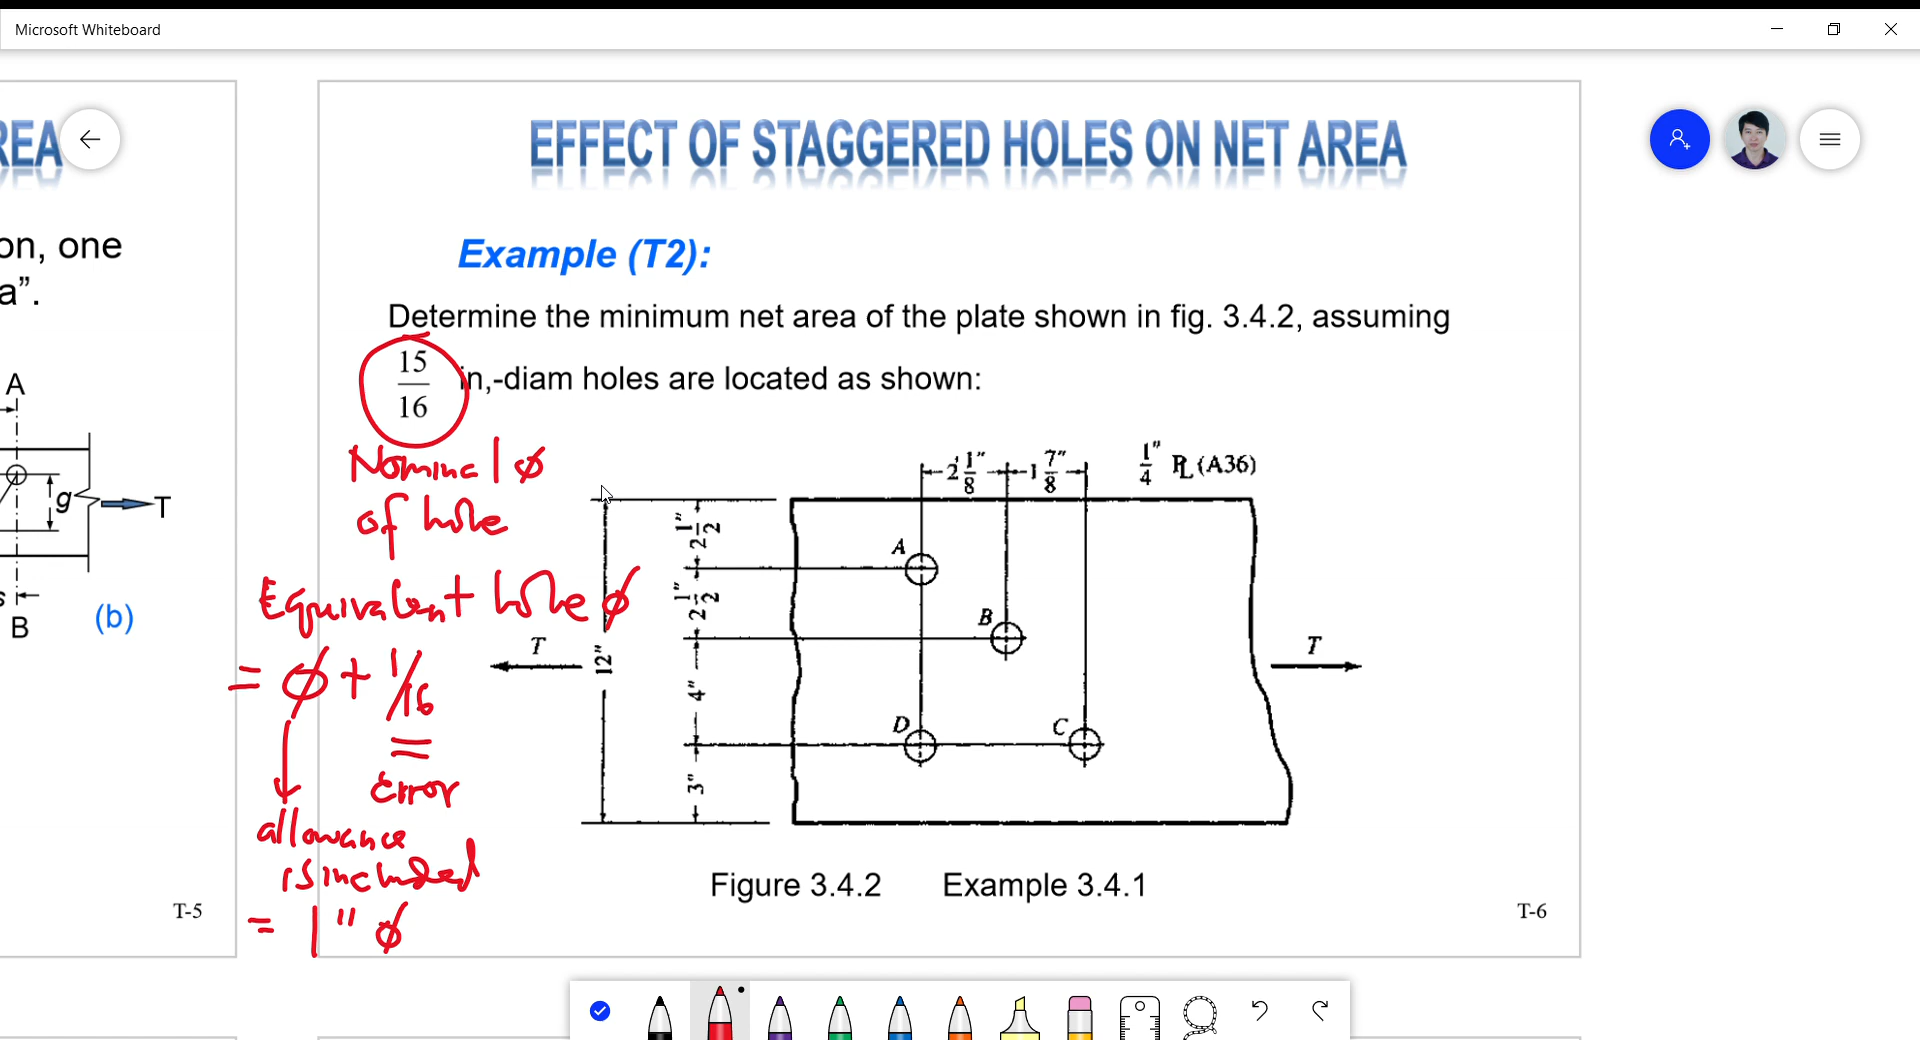 Microsoft Whiteboard
REA
on, one
a”.
A
g
T
s
B
(b)
T-5
EFFECT OF STAGGERED HOLES ON NET AREA
Example (T2):
Determine the minimum net area of the plate shown in fig. 3.4.2, assuming
15/16 in,-diam holes are located as shown:
Nominal φ
of hole
Equivalent hole φ
= φ + 1/16
Error
allowance
is included
= 1" φ
2 1/8" 1 7/8" 1/4" PL (A36)
2 1/2"
A
2 1/2"
B
T 12" T
4"
D C
3"
Figure 3.4.2 Example 3.4.1
T-6